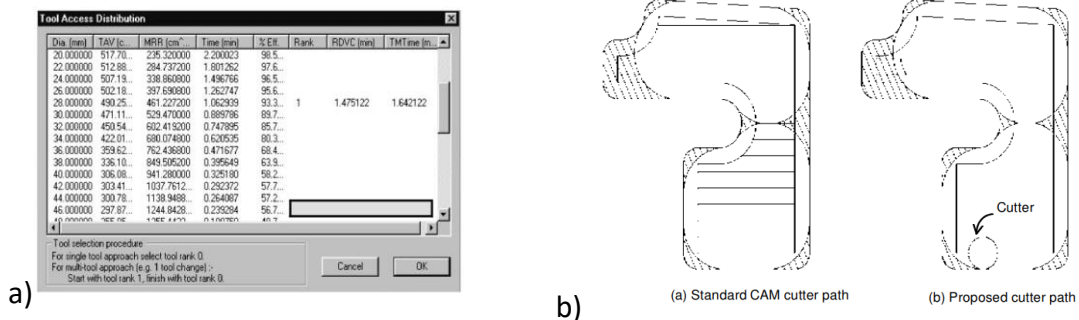 Tool Access Distribution
Dia. (mm) TAV (c... MRR (cm^... Time (min) % Eff. Rank RDVC (min) TMTime (m...
20.000000 517.70... 235.320000 2.200023 98.5...
22.000000 512.88... 284.737200 1.801262 97.6...
24.000000 507.19... 338.860800 1.496766 96.5...
26.000000 502.18... 397.690800 1.262747 95.6...
28.000000 490.25... 461.227200 1.062939 93.3... 1 1.475122 1.642122
30.000000 471.11... 529.470000 0.889786 89.7...
32.000000 450.54... 602.419200 0.747895 85.7...
34.000000 422.01... 680.074800 0.620535 80.3...
36.000000 359.62... 762.436800 0.471677 68.4...
38.000000 336.10... 849.505200 0.395649 63.9...
40.000000 306.08... 941.280000 0.325180 58.2...
42.000000 303.41... 1037.7612... 0.292372 57.7...
44.000000 300.78... 1138.9488... 0.264087 57.2...
46.000000 297.87... 1244.8428... 0.239284 56.7...
Tool selection procedure
For single tool approach select tool rank 0.
For multi-tool approach (e.g. 1 tool change) :-
Start with tool rank 1, finish with tool rank 0.
Cancel OK
a)
Cutter
b)
(a) Standard CAM cutter path
(b) Proposed cutter path